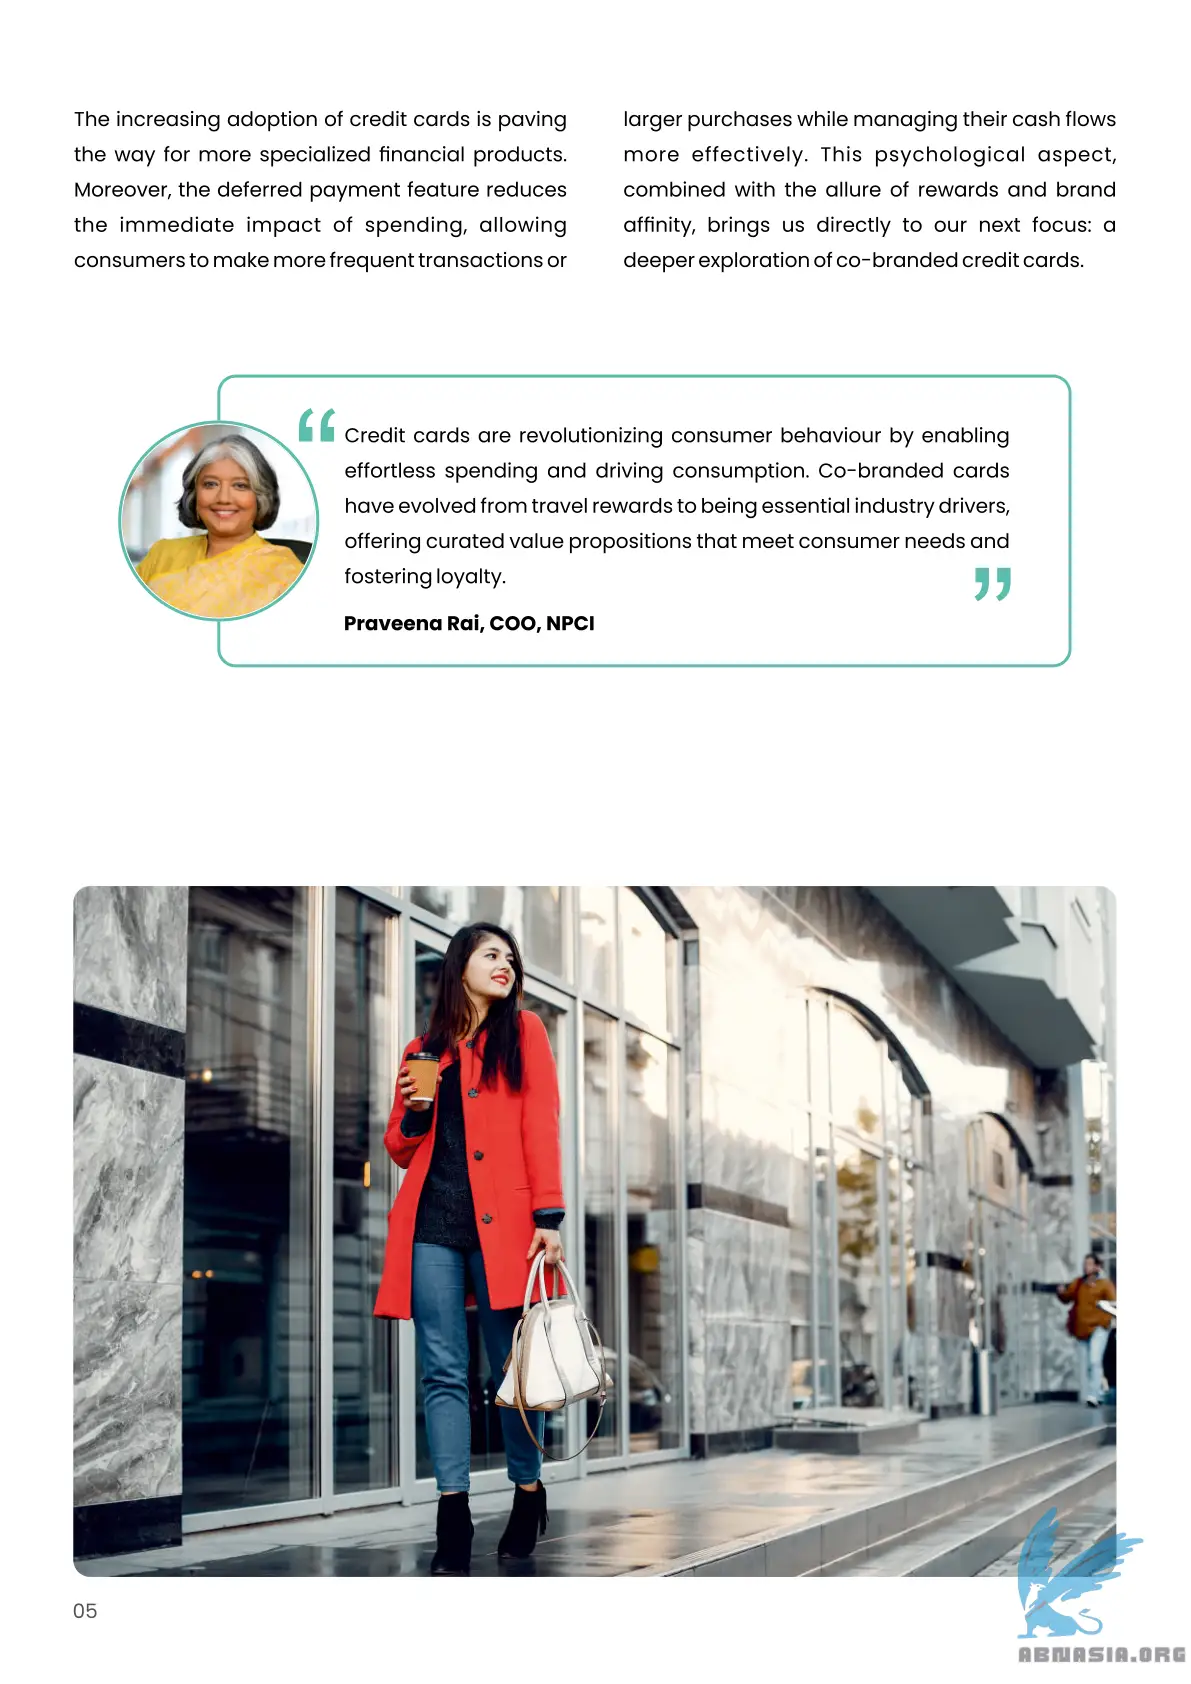 The increasing adoption of credit cards is paving
the way for more specialized financial products.
Moreover, the deferred payment feature reduces
the immediate impact of spending, allowing
consumers to make more frequent transactions or
larger purchases while managing their cash flows
more effectively. This psychological aspect,
combined with the allure of rewards and brand
affinity, brings us directly to our next focus: a
deeper exploration of co-branded credit cards.
“Credit cards are revolutionizing consumer behaviour by enabling
effortless spending and driving consumption. Co-branded cards
have evolved from travel rewards to being essential industry drivers,
offering curated value propositions that meet consumer needs and
fostering loyalty.”
Praveena Rai, COO, NPCI
05
ABNASIA.ORG